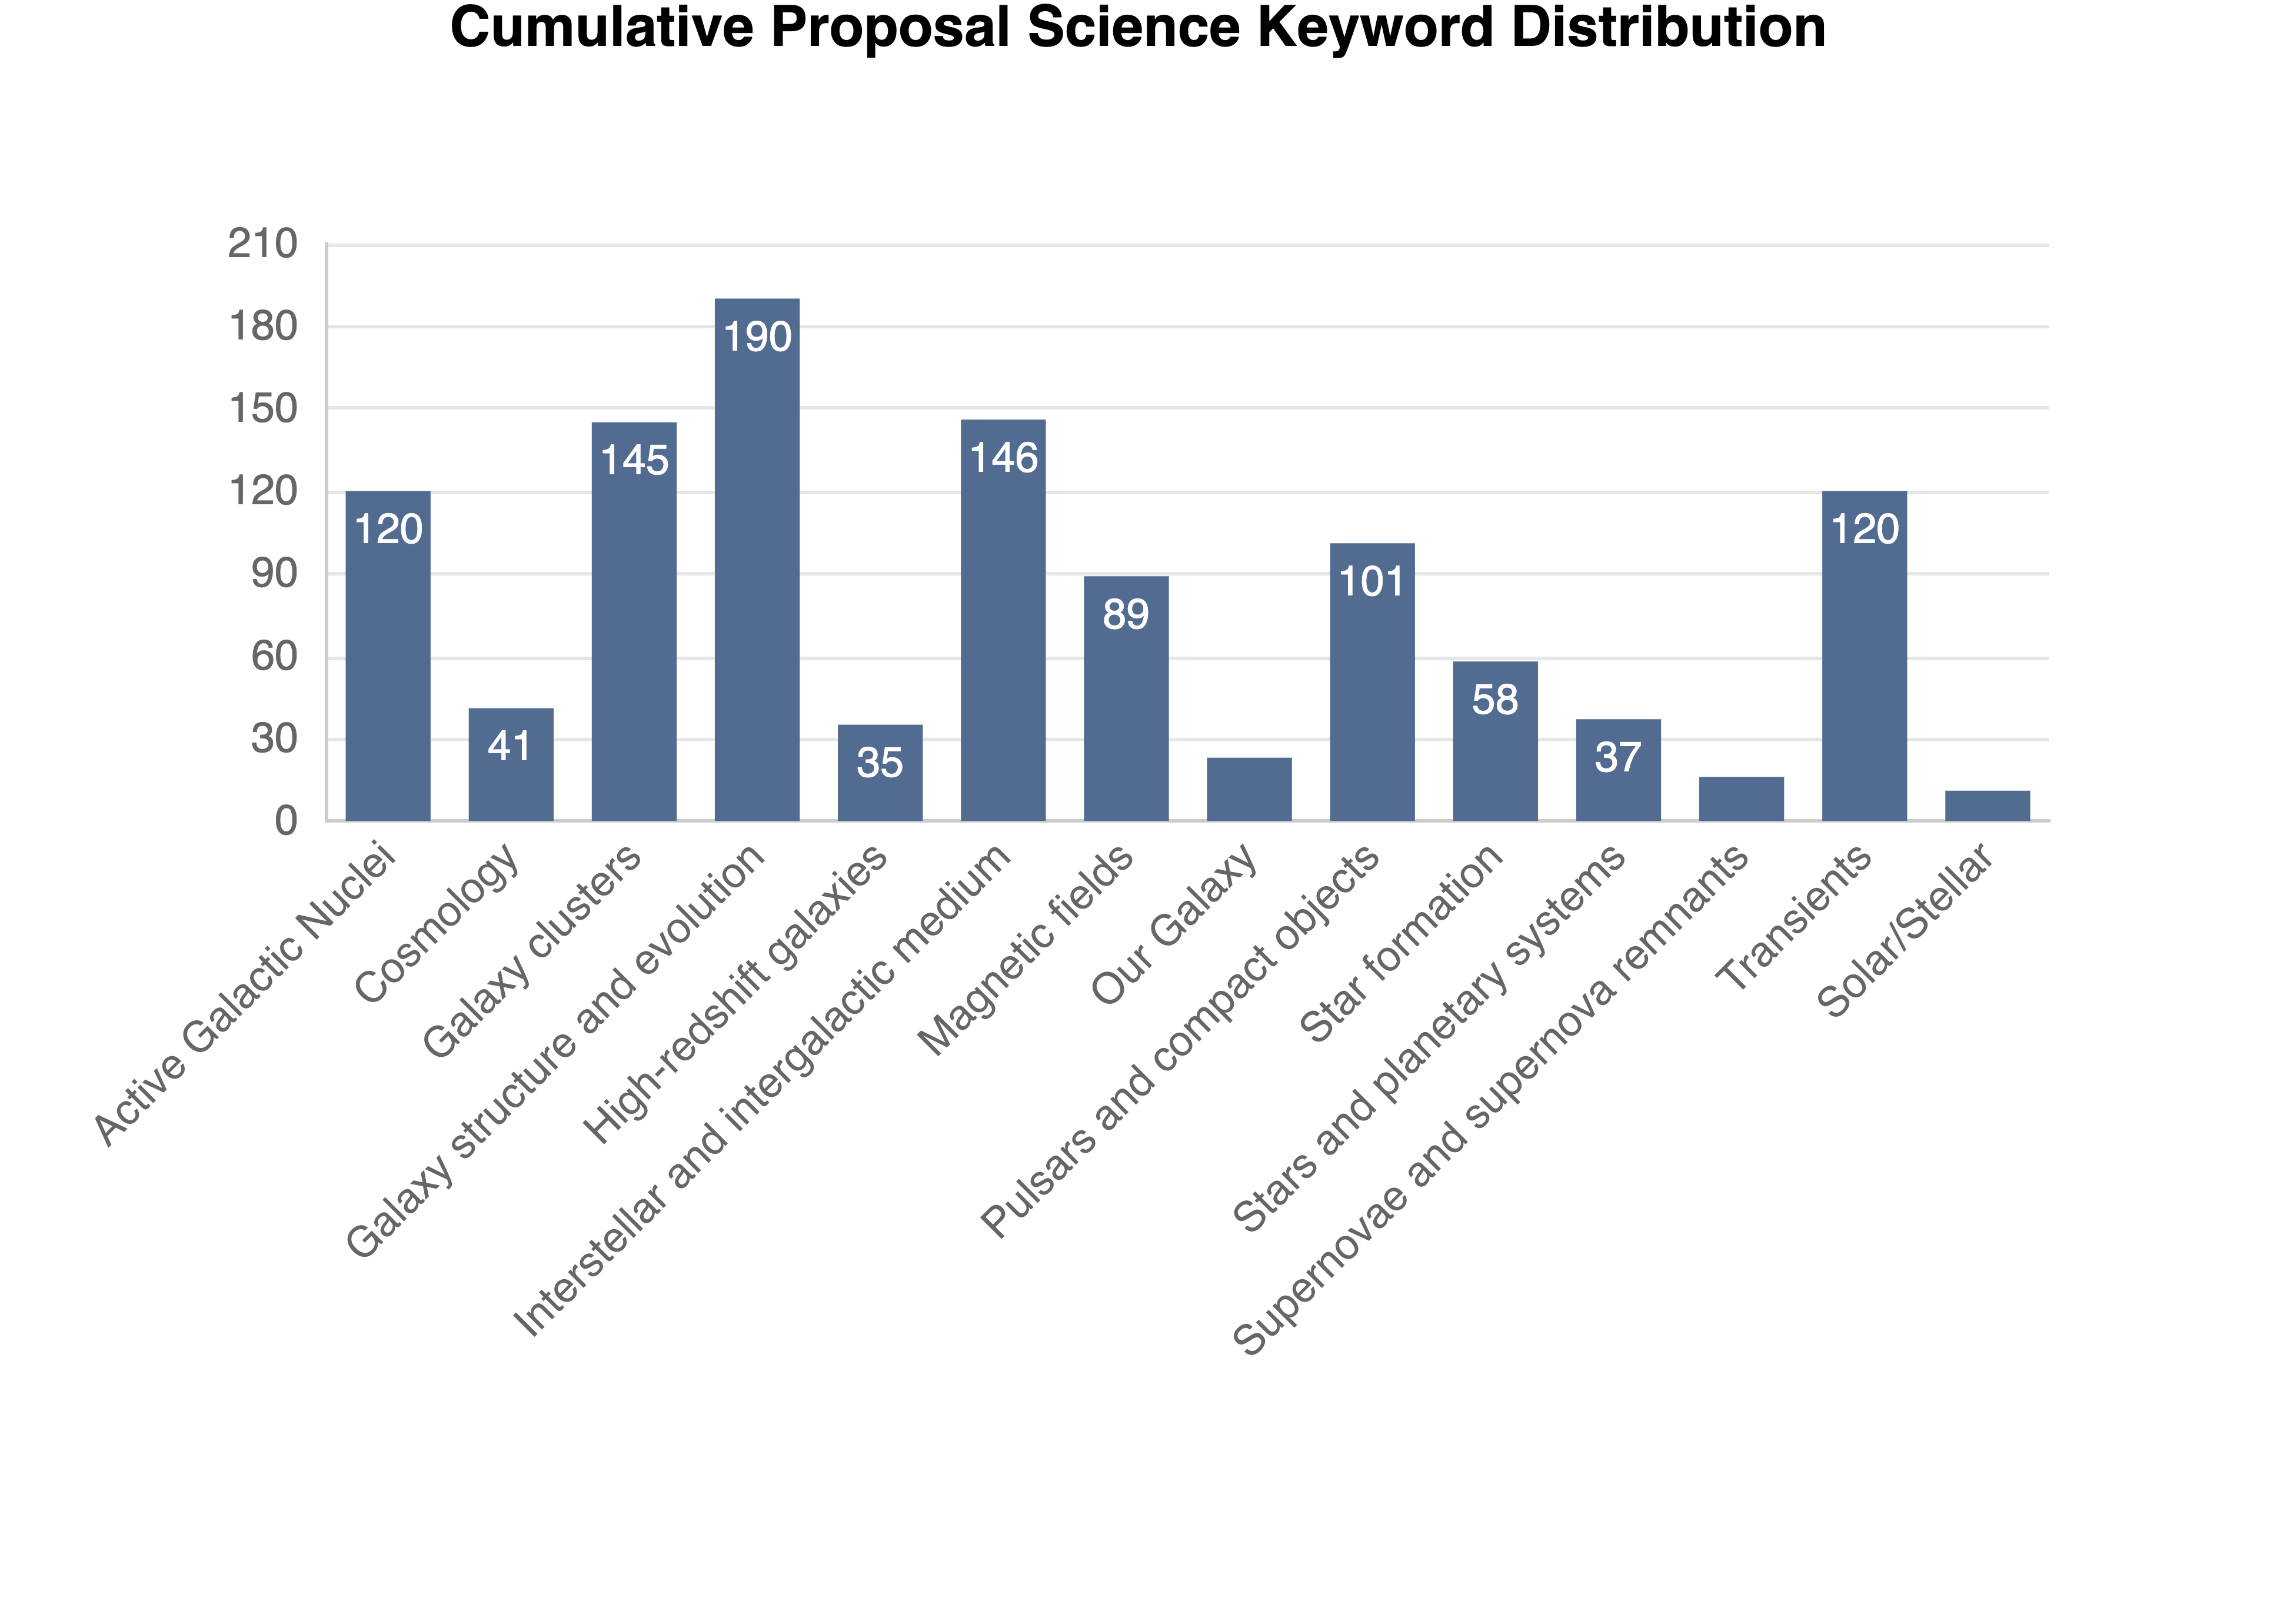 Cumulative Proposal Science Keyword Distribution
210
180
150
120
90
60
30
0
120
41
145
190
35
146
89
101
58
37
120
Active Galactic Nuclei
Cosmology
Galaxy clusters
Galaxy structure and evolution
High-redshift galaxies
Interstellar and intergalactic medium
Magnetic fields
Our Galaxy
Pulsars and compact objects
Star formation
Stars and planetary systems
Supernovae and supernova remnants
Transients
Solar/Stellar